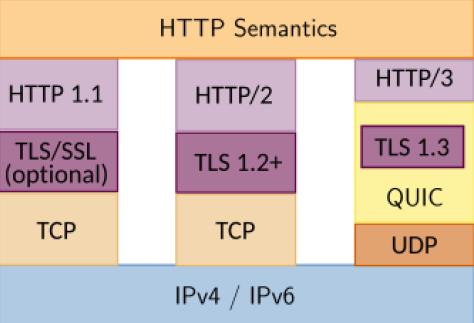 HTTP Semantics
HTTP 1.1
TLS/SSL
(optional)
TCP
HTTP/2
TLS 1.2+
TCP
HTTP/3
TLS 1.3
QUIC
UDP
IPv4 / IPv6